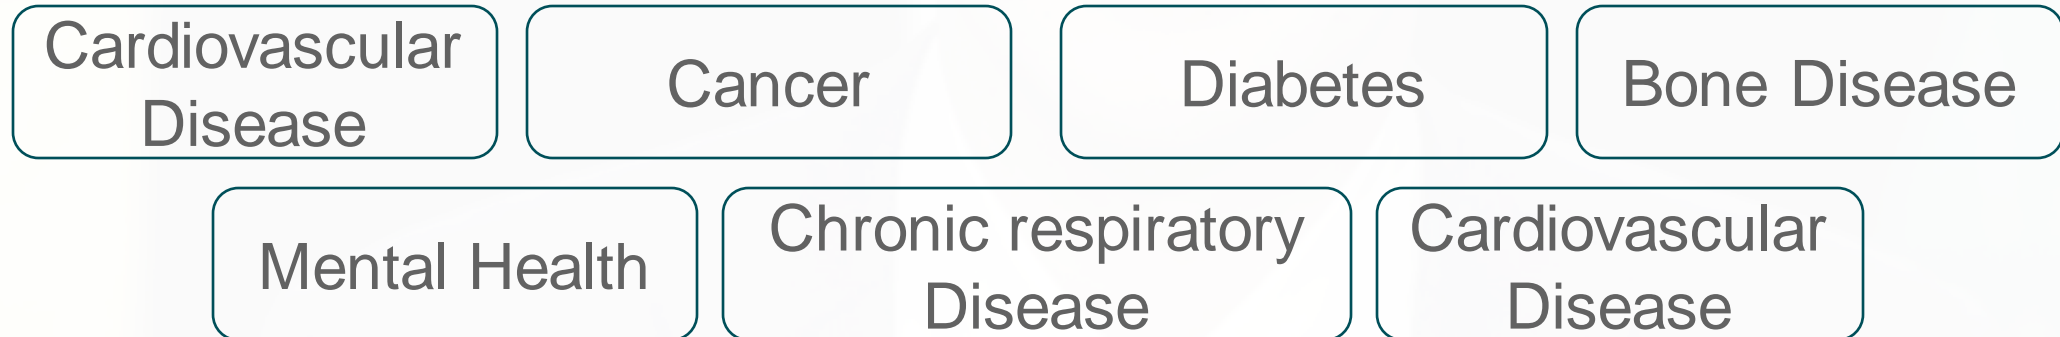 Cardiovascular
Disease
Cancer
Diabetes
Bone Disease
Mental Health
Chronic respiratory
Disease
Cardiovascular
Disease